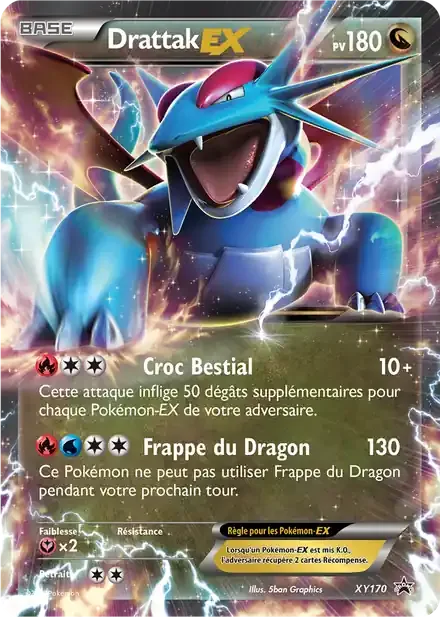 BASE
Drattak EX
PV180
Croc Bestial 10+
Cette attaque inflige 50 dégâts supplémentaires pour
chaque Pokémon-EX de votre adversaire.
Frappe du Dragon 130
Ce Pokémon ne peut pas utiliser Frappe du Dragon
pendant votre prochain tour.
Faiblesse Résistance
×2
Règle pour les Pokémon-EX
Lorsqu'un Pokémon-EX est mis K.O.,
l'adversaire récupère 2 cartes Récompense.
Retraite
Illus. 5ban Graphics
XY170